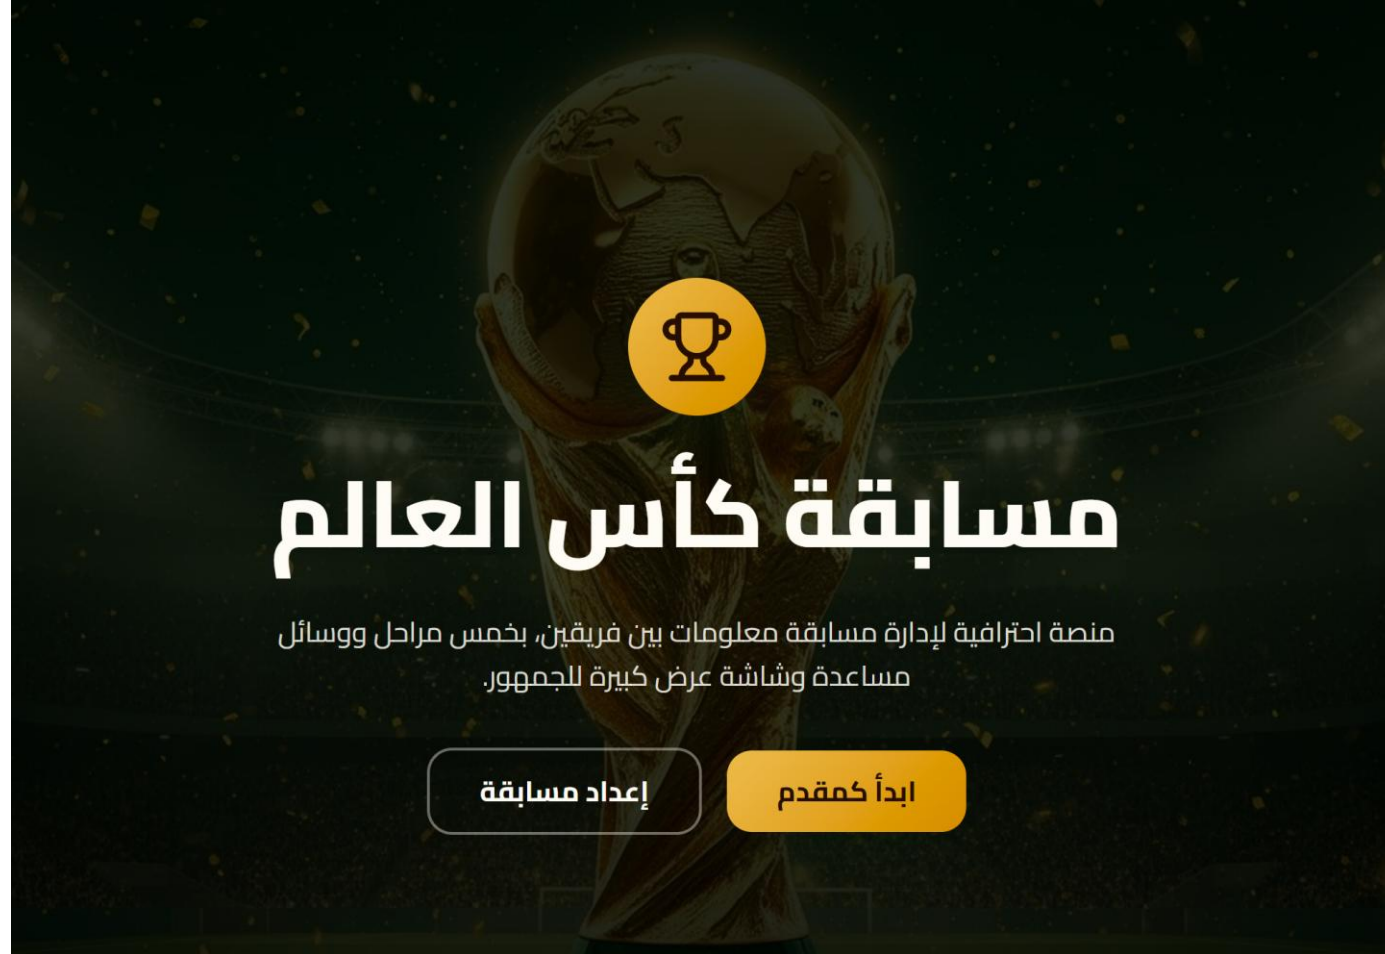 مسابقة كأس العالم
منصة احترافية لإدارة مسابقة معلومات بين فريقين، بخمس مراحل ووسائل
مساعدة وشاشة عرض كبيرة للجمهور.
ابدأ كمقدم
إعداد مسابقة